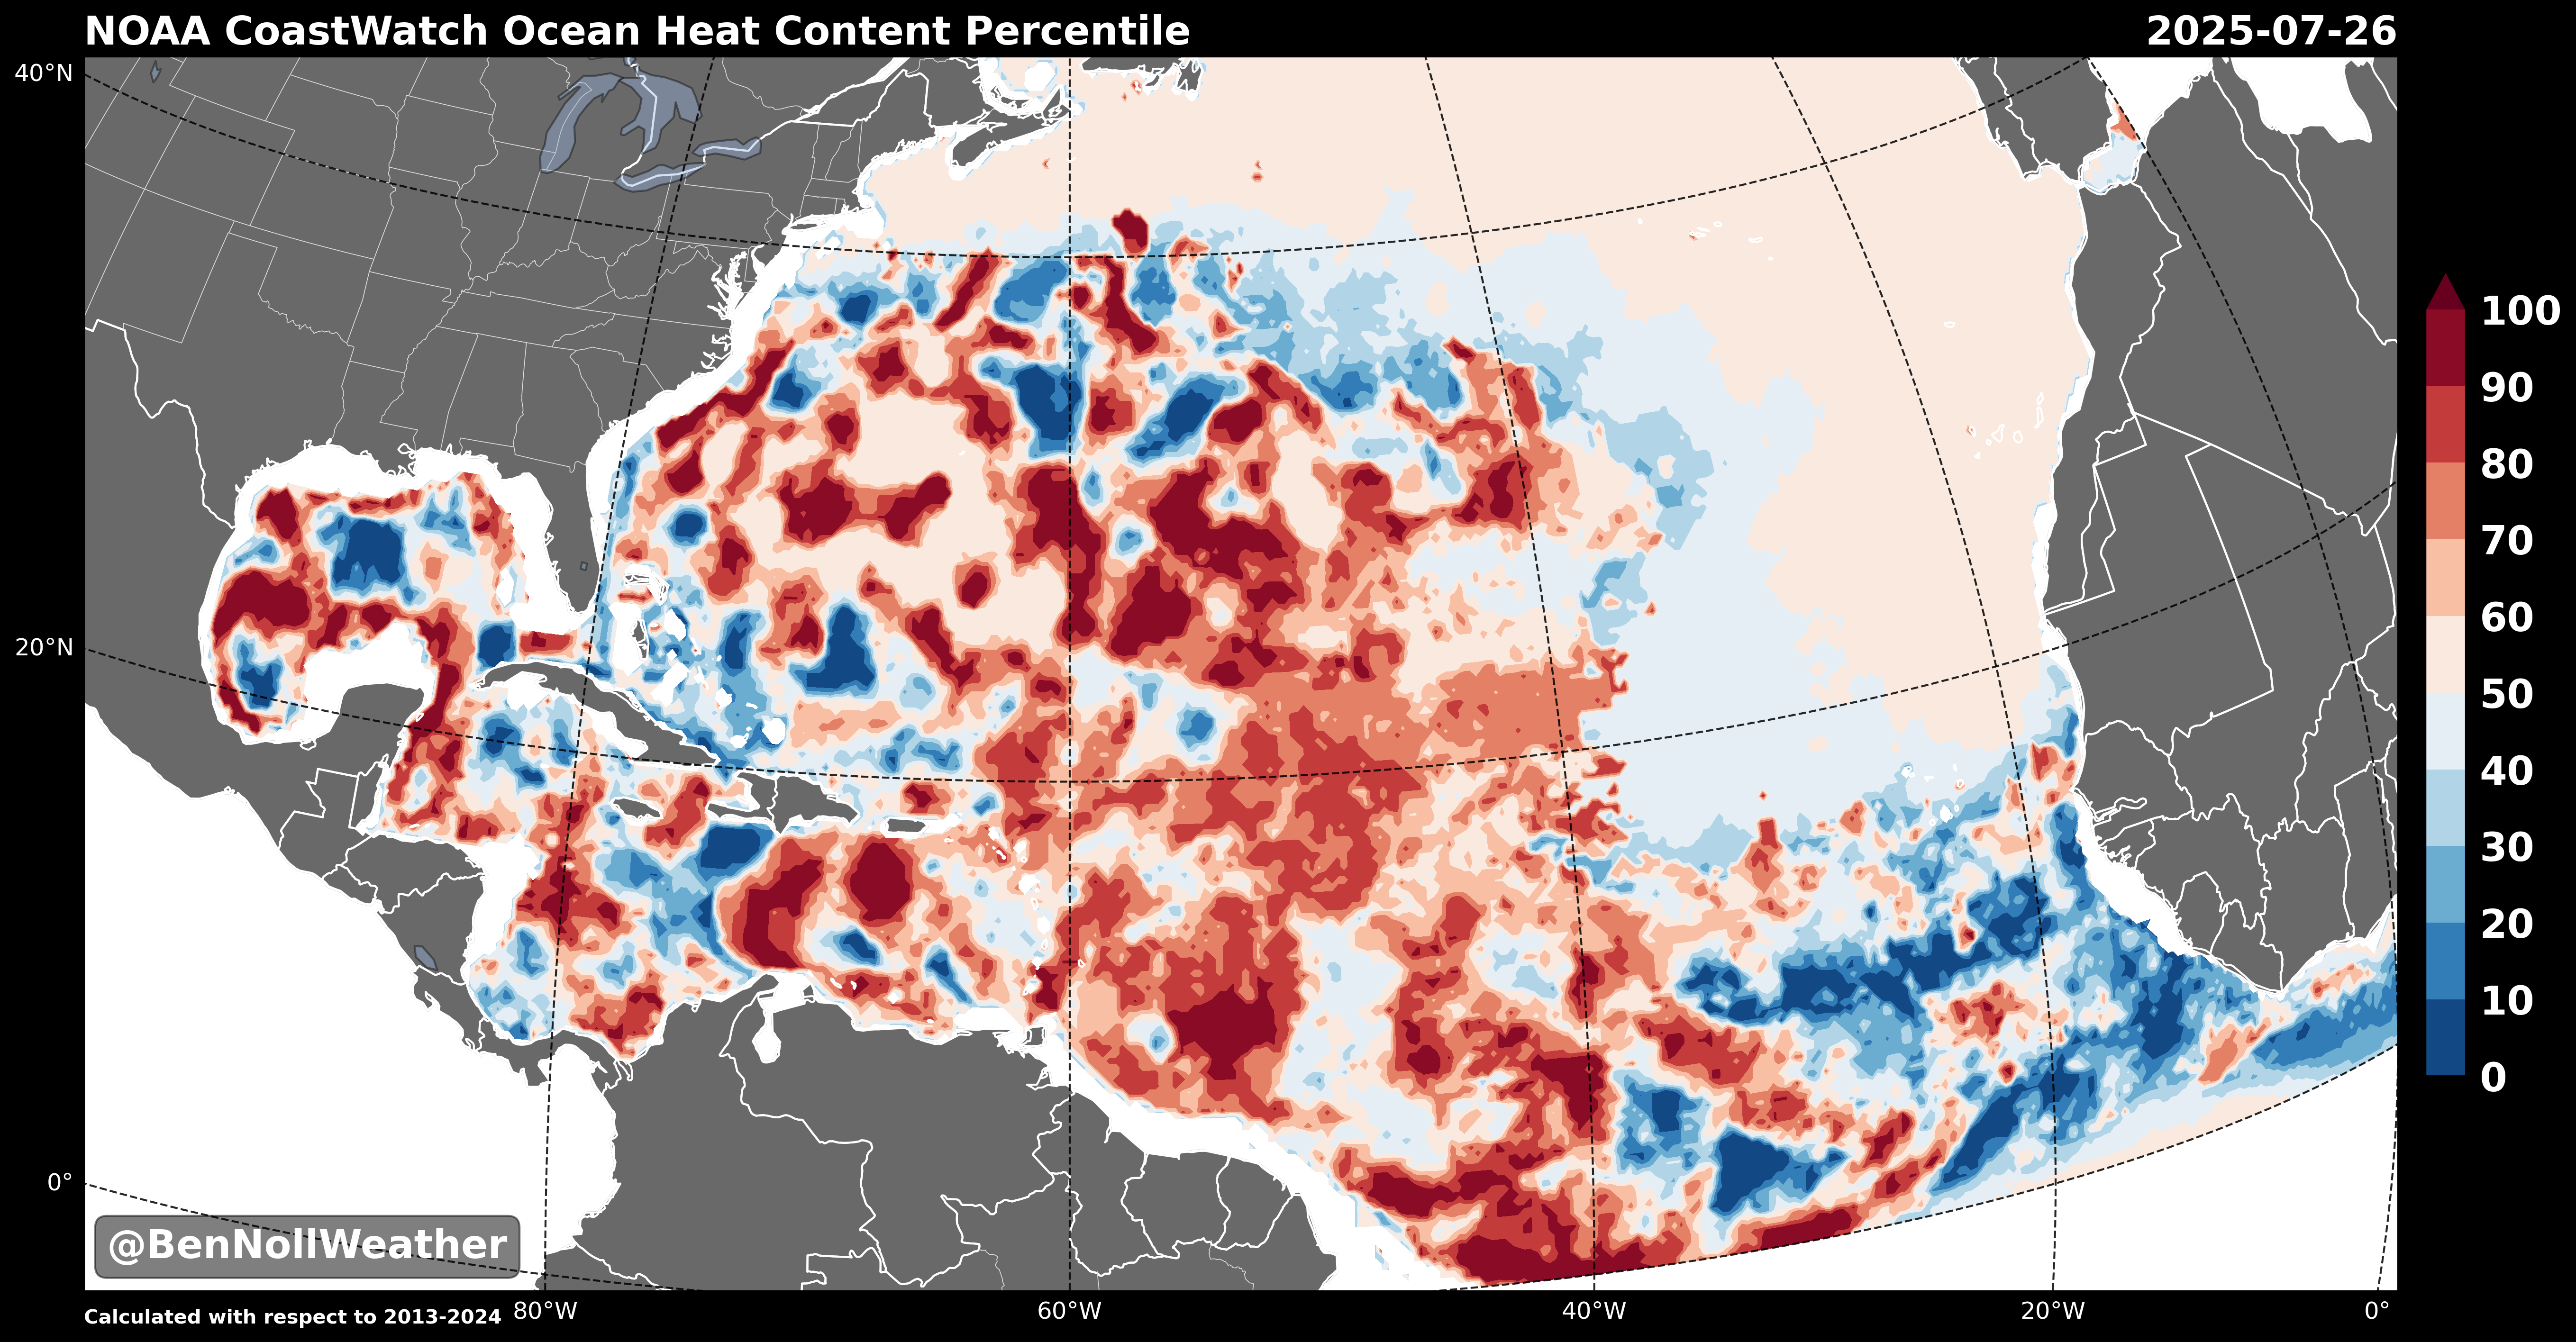 NOAA CoastWatch Ocean Heat Content Percentile
2025-07-26
40°N
20°N
0°
100
90
80
70
60
50
40
30
20
10
0
@BenNollWeather
Calculated with respect to 2013-2024
80°W
60°W
40°W
20°W
0°